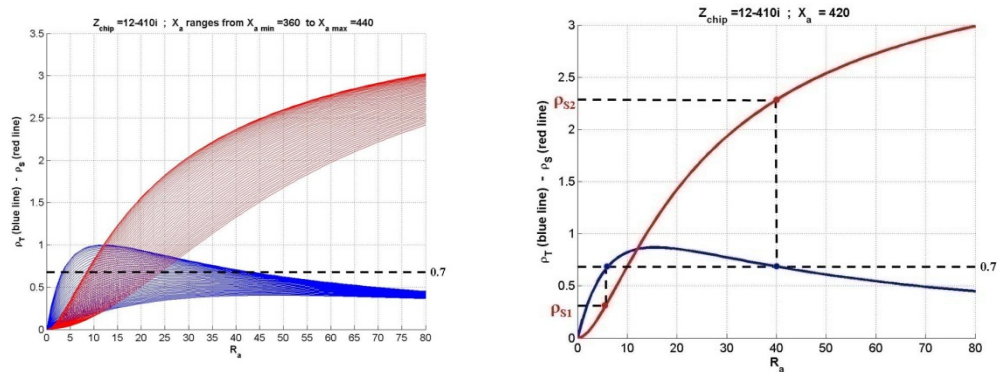 Z_chip =12-410i ; X_a ranges from X_a min =360 to X_a max =440
ρ_T (blue line) - ρ_S (red line)
3.5
3
2.5
2
1.5
1
0.5
0
0.7
0 5 10 15 20 25 30 35 40 45 50 55 60 65 70 75 80
R_a
Z_chip =12-410i ; X_a = 420
ρ_T (blue line) - ρ_S (red line)
3
2.5
ρ_S2
2
1.5
1
0.7
0.5
ρ_S1
0
0 10 20 30 40 50 60 70 80
R_a